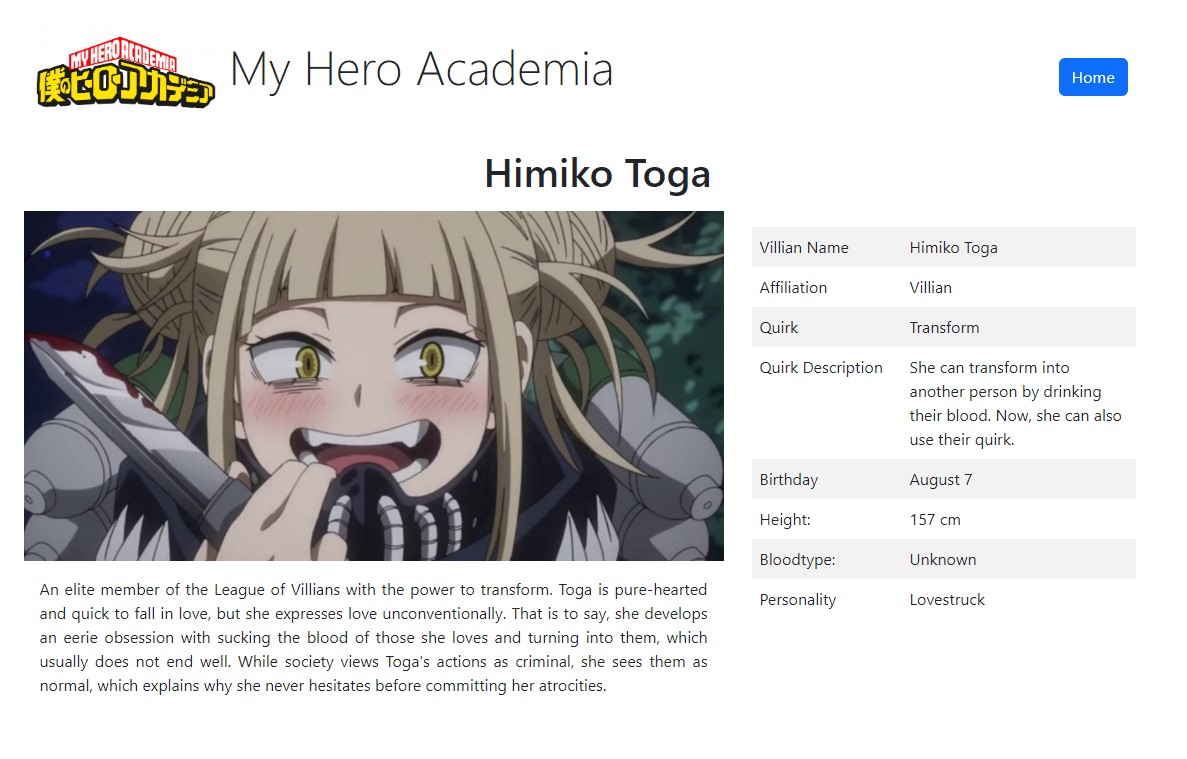 MY HERO ACADEMIA
僕のヒーローアカデミア
My Hero Academia
Home
Himiko Toga
Villian Name Himiko Toga
Affiliation Villian
Quirk Transform
Quirk Description She can transform into
another person by drinking
their blood. Now, she can also
use their quirk.
Birthday August 7
Height: 157 cm
Bloodtype: Unknown
Personality Lovestruck
An elite member of the League of Villians with the power to transform. Toga is pure-hearted
and quick to fall in love, but she expresses love unconventionally. That is to say, she develops
an eerie obsession with sucking the blood of those she loves and turning into them, which
usually does not end well. While society views Toga's actions as criminal, she sees them as
normal, which explains why she never hesitates before committing her atrocities.